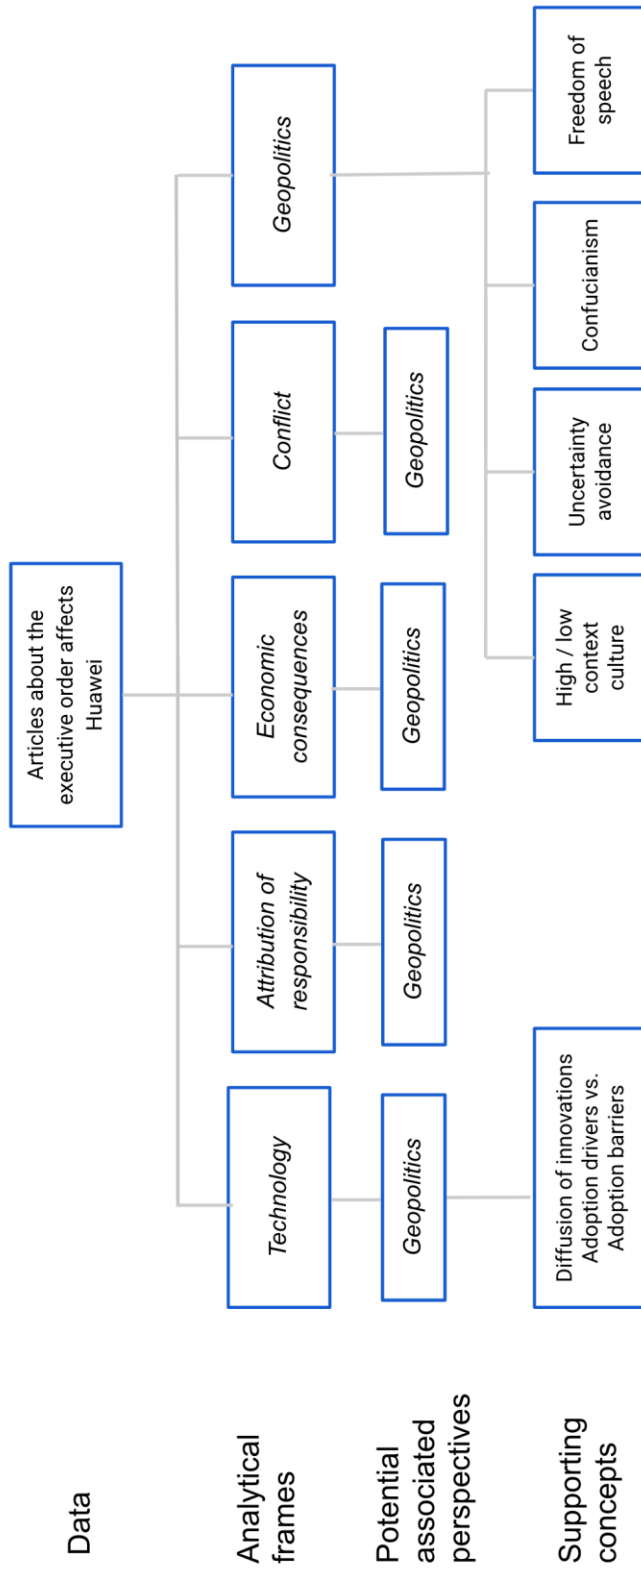 Data
Articles about the
executive order affects
Huawei
Analytical
frames
Technology
Attribution of
responsibility
Economic
consequences
Conflict
Geopolitics
Potential
associated
perspectives
Geopolitics
Geopolitics
Geopolitics
Geopolitics
Supporting
concepts
Diffusion of innovations
Adoption drivers vs.
Adoption barriers
High / low
context
culture
Uncertainty
avoidance
Confucianism
Freedom of
speech